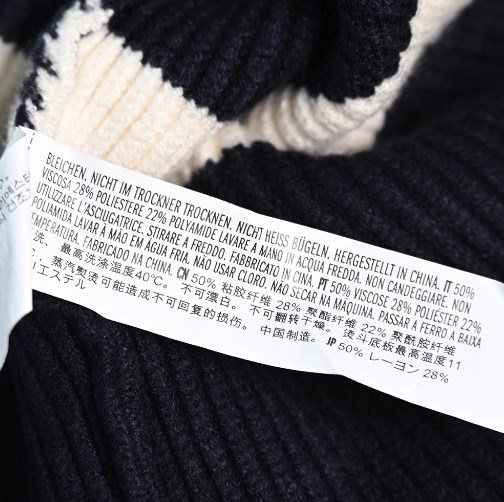 BLEICHEN. NICHT IM TROCKNER TROCKNEN. NICHT HEISS BÜGELN. HERGESTELLT IN CHINA. IT 50%
VISCOSA 28% POLIESTERE 22% POLYAMIDE LAVARE A MANO IN ACQUA FREDDA. NON CANDEGGIARE. NON
UTILIZZARE L'ASCIUGATRICE. STIRARE A FREDDO. FABBRICATO IN CINA. PT 50% VISCOSE 28% POLIESTER 22%
POLIAMIDA LAVAR À MÃO EM ÁGUA FRIA. NÃO USAR CLORO. NÃO SECAR NA MÁQUINA. PASSAR A FERRO A BAIXA
EMPERATURA. FABRICADO NA CHINA. CN 50% 粘胶纤维 28% 聚酯纤维 22% 聚酰胺纤维
洗. 最高洗涤温度40℃. 不可漂白. 不可翻转干燥. 熨斗底板最高温度11
. 蒸汽熨烫可能造成不可回复的损伤. 中国制造. JP 50% レーヨン 28%
リエステル